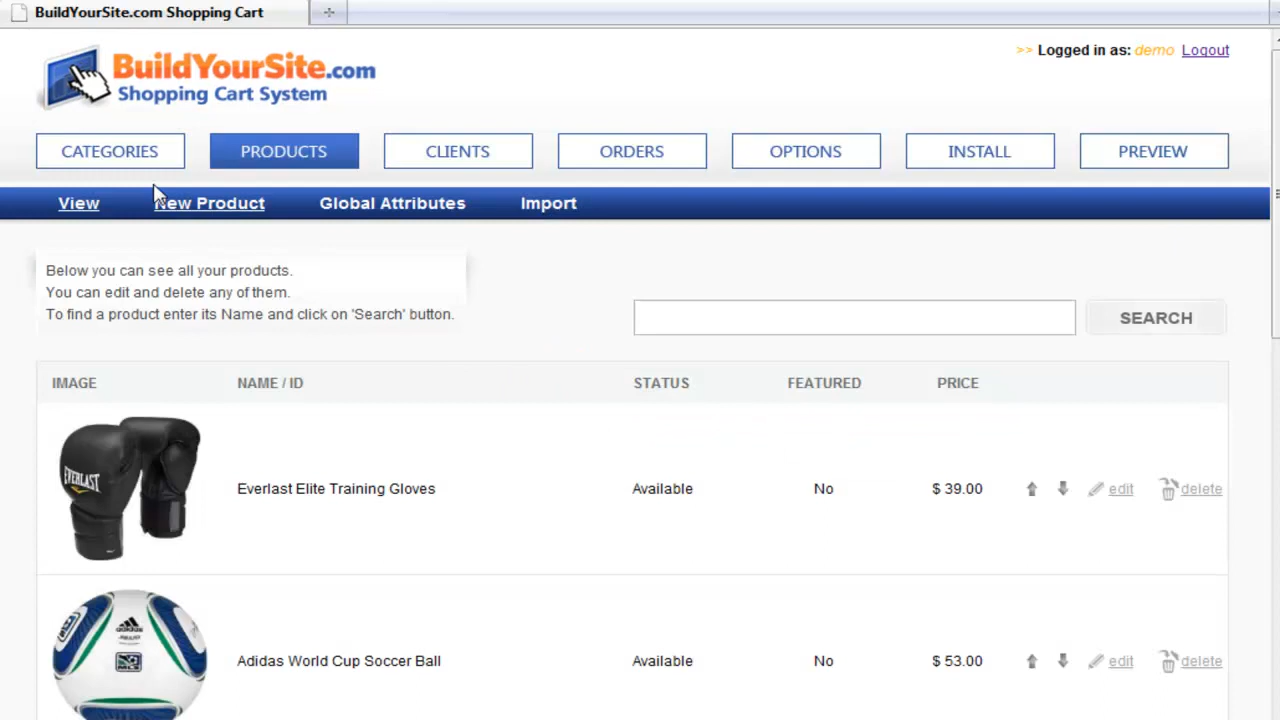 BuildYourSite.com Shopping Cart
>> Logged in as: demo Logout
BuildYourSite.com
Shopping Cart System
CATEGORIES PRODUCTS CLIENTS ORDERS OPTIONS INSTALL PREVIEW
View New Product Global Attributes Import
Below you can see all your products.
You can edit and delete any of them.
To find a product enter its Name and click on 'Search' button.
SEARCH
IMAGE NAME / ID STATUS FEATURED PRICE
EVERLAST
Everlast Elite Training Gloves Available No $ 39.00 edit delete
adidas
MLS
Adidas World Cup Soccer Ball Available No $ 53.00 edit delete